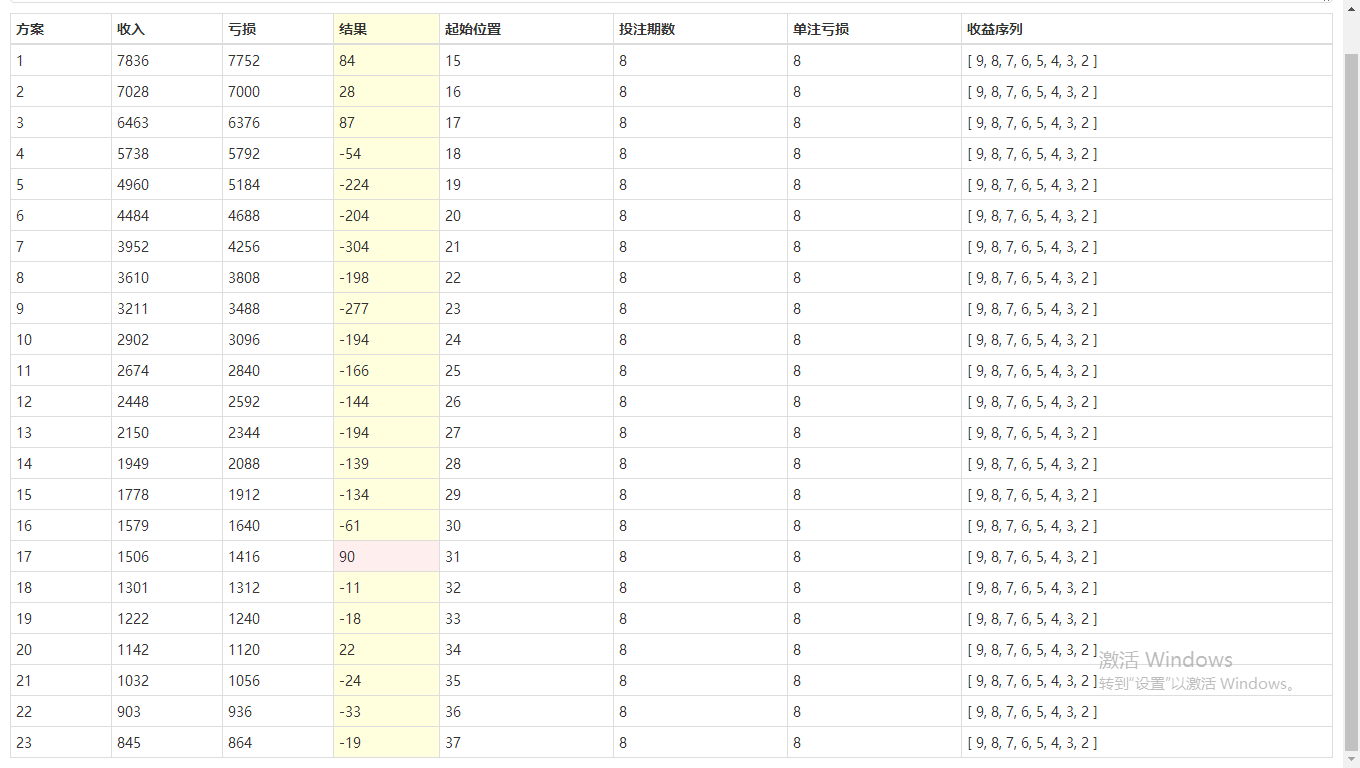 方案 收入 亏损 结果 起始位置 投注期数 单注亏损 收益序列
1 7836 7752 84 15 8 8 [ 9, 8, 7, 6, 5, 4, 3, 2 ]
2 7028 7000 28 16 8 8 [ 9, 8, 7, 6, 5, 4, 3, 2 ]
3 6463 6376 87 17 8 8 [ 9, 8, 7, 6, 5, 4, 3, 2 ]
4 5738 5792 -54 18 8 8 [ 9, 8, 7, 6, 5, 4, 3, 2 ]
5 4960 5184 -224 19 8 8 [ 9, 8, 7, 6, 5, 4, 3, 2 ]
6 4484 4688 -204 20 8 8 [ 9, 8, 7, 6, 5, 4, 3, 2 ]
7 3952 4256 -304 21 8 8 [ 9, 8, 7, 6, 5, 4, 3, 2 ]
8 3610 3808 -198 22 8 8 [ 9, 8, 7, 6, 5, 4, 3, 2 ]
9 3211 3488 -277 23 8 8 [ 9, 8, 7, 6, 5, 4, 3, 2 ]
10 2902 3096 -194 24 8 8 [ 9, 8, 7, 6, 5, 4, 3, 2 ]
11 2674 2840 -166 25 8 8 [ 9, 8, 7, 6, 5, 4, 3, 2 ]
12 2448 2592 -144 26 8 8 [ 9, 8, 7, 6, 5, 4, 3, 2 ]
13 2150 2344 -194 27 8 8 [ 9, 8, 7, 6, 5, 4, 3, 2 ]
14 1949 2088 -139 28 8 8 [ 9, 8, 7, 6, 5, 4, 3, 2 ]
15 1778 1912 -134 29 8 8 [ 9, 8, 7, 6, 5, 4, 3, 2 ]
16 1579 1640 -61 30 8 8 [ 9, 8, 7, 6, 5, 4, 3, 2 ]
17 1506 1416 90 31 8 8 [ 9, 8, 7, 6, 5, 4, 3, 2 ]
18 1301 1312 -11 32 8 8 [ 9, 8, 7, 6, 5, 4, 3, 2 ]
19 1222 1240 -18 33 8 8 [ 9, 8, 7, 6, 5, 4, 3, 2 ]
20 1142 1120 22 34 8 8 [ 9, 8, 7, 6, 5, 4, 3, 2 ]
激活 Windows
21 1032 1056 -24 35 8 8 [ 9, 8, 7, 6, 5, 4, 3, 2 ]
转到“设置”以激活 Windows。
22 903 936 -33 36 8 8 [ 9, 8, 7, 6, 5, 4, 3, 2 ]
23 845 864 -19 37 8 8 [ 9, 8, 7, 6, 5, 4, 3, 2 ]